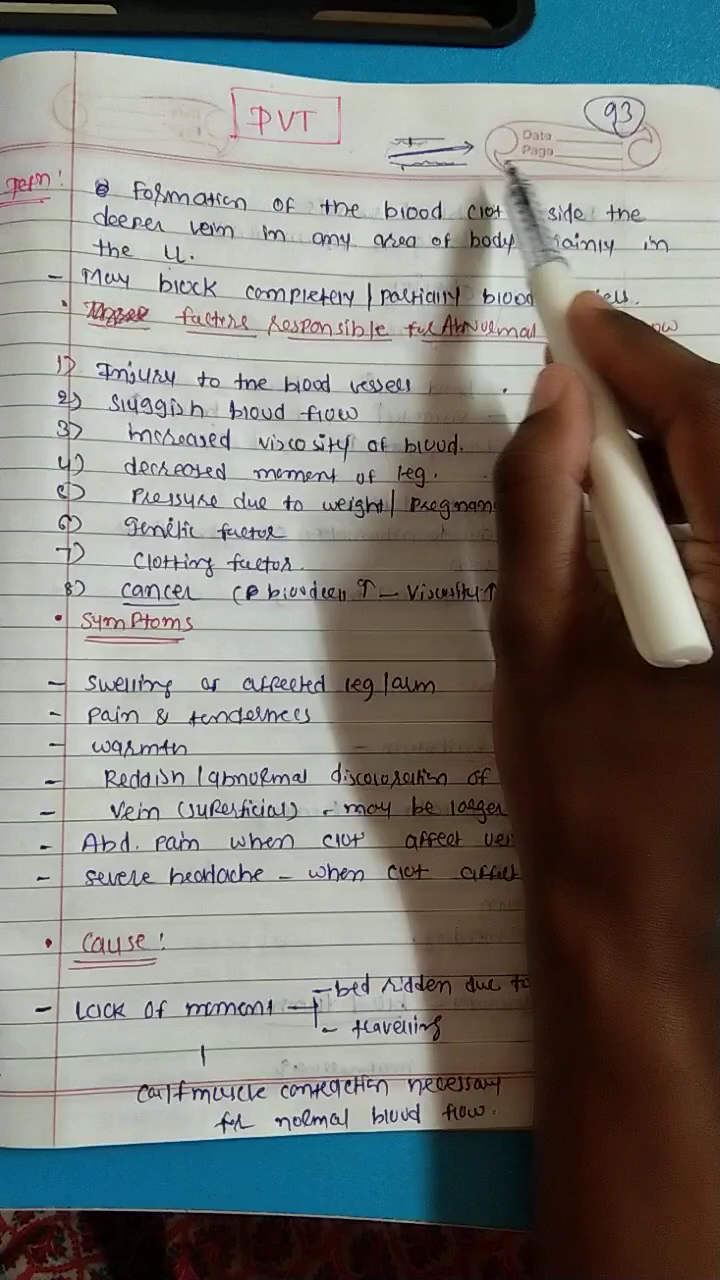 DVT
93
Date
Page
Defn:
Formation of the blood clot side the
deeper vein in any area of body mainly in
the LL.
- May block completely / partially blood
factors responsible for Abnormal
1) Injury to the blood vessels
2) sluggish blood flow
3) increased viscosity of blood.
4) decreased moment of leg.
5) Pressure due to weight / Pregnan
6) genetic factor
7) clotting factor.
8) cancer ( bloodcell ↑ - Viscosity ↑
• Symptoms
- Swelling of affected leg / arm
- Pain & tenderness
- warmth
- Reddish / abnormal discoloration of
- Vein (superficial) - may be larger
- Abd. pain when clot affect
- severe headache - when clot affect
• Cause:
- Lack of moment - bed ridden due to
- travelling
calf muscle contraction necessary
for normal blood flow.